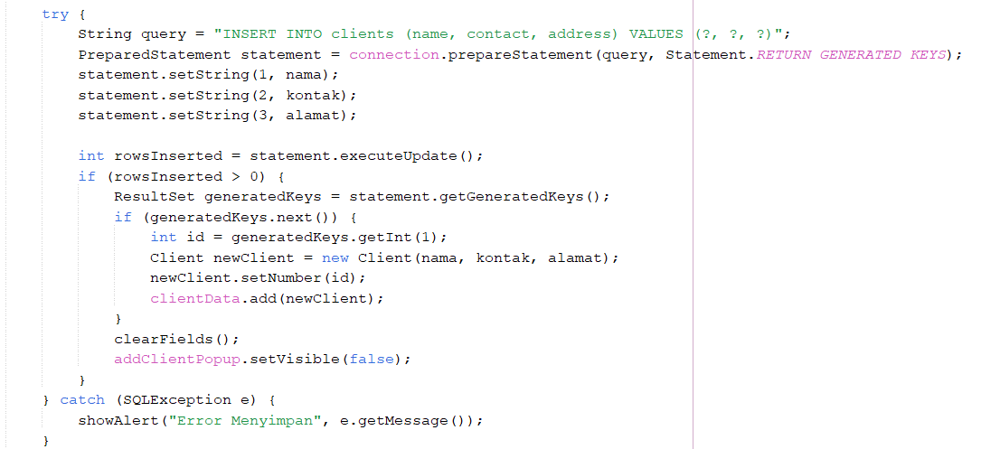 try {
String query = "INSERT INTO clients (name, contact, address) VALUES (?, ?, ?)";
PreparedStatement statement = connection.prepareStatement(query, Statement.RETURN_GENERATED_KEYS);
statement.setString(1, nama);
statement.setString(2, kontak);
statement.setString(3, alamat);
int rowsInserted = statement.executeUpdate();
if (rowsInserted > 0) {
ResultSet generatedKeys = statement.getGeneratedKeys();
if (generatedKeys.next()) {
int id = generatedKeys.getInt(1);
Client newClient = new Client(nama, kontak, alamat);
newClient.setNumber(id);
clientData.add(newClient);
}
clearFields();
addClientPopup.setVisible(false);
}
} catch (SQLException e) {
showAlert("Error Menyimpan", e.getMessage());
}